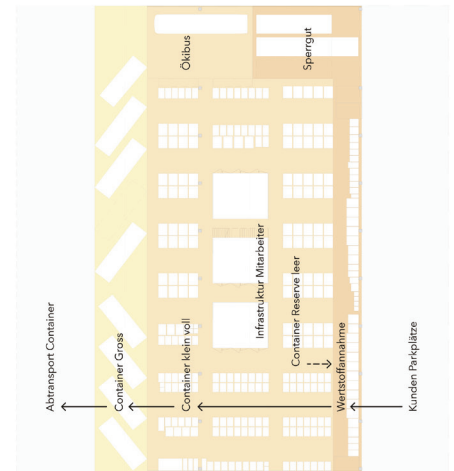 Ökibus
Sperrgut
Infrastruktur Mitarbeiter
Container Reserve leer
Abtransport Container
Container Gross
Container klein voll
Wertstoffannahme
Kunden Parkplätze